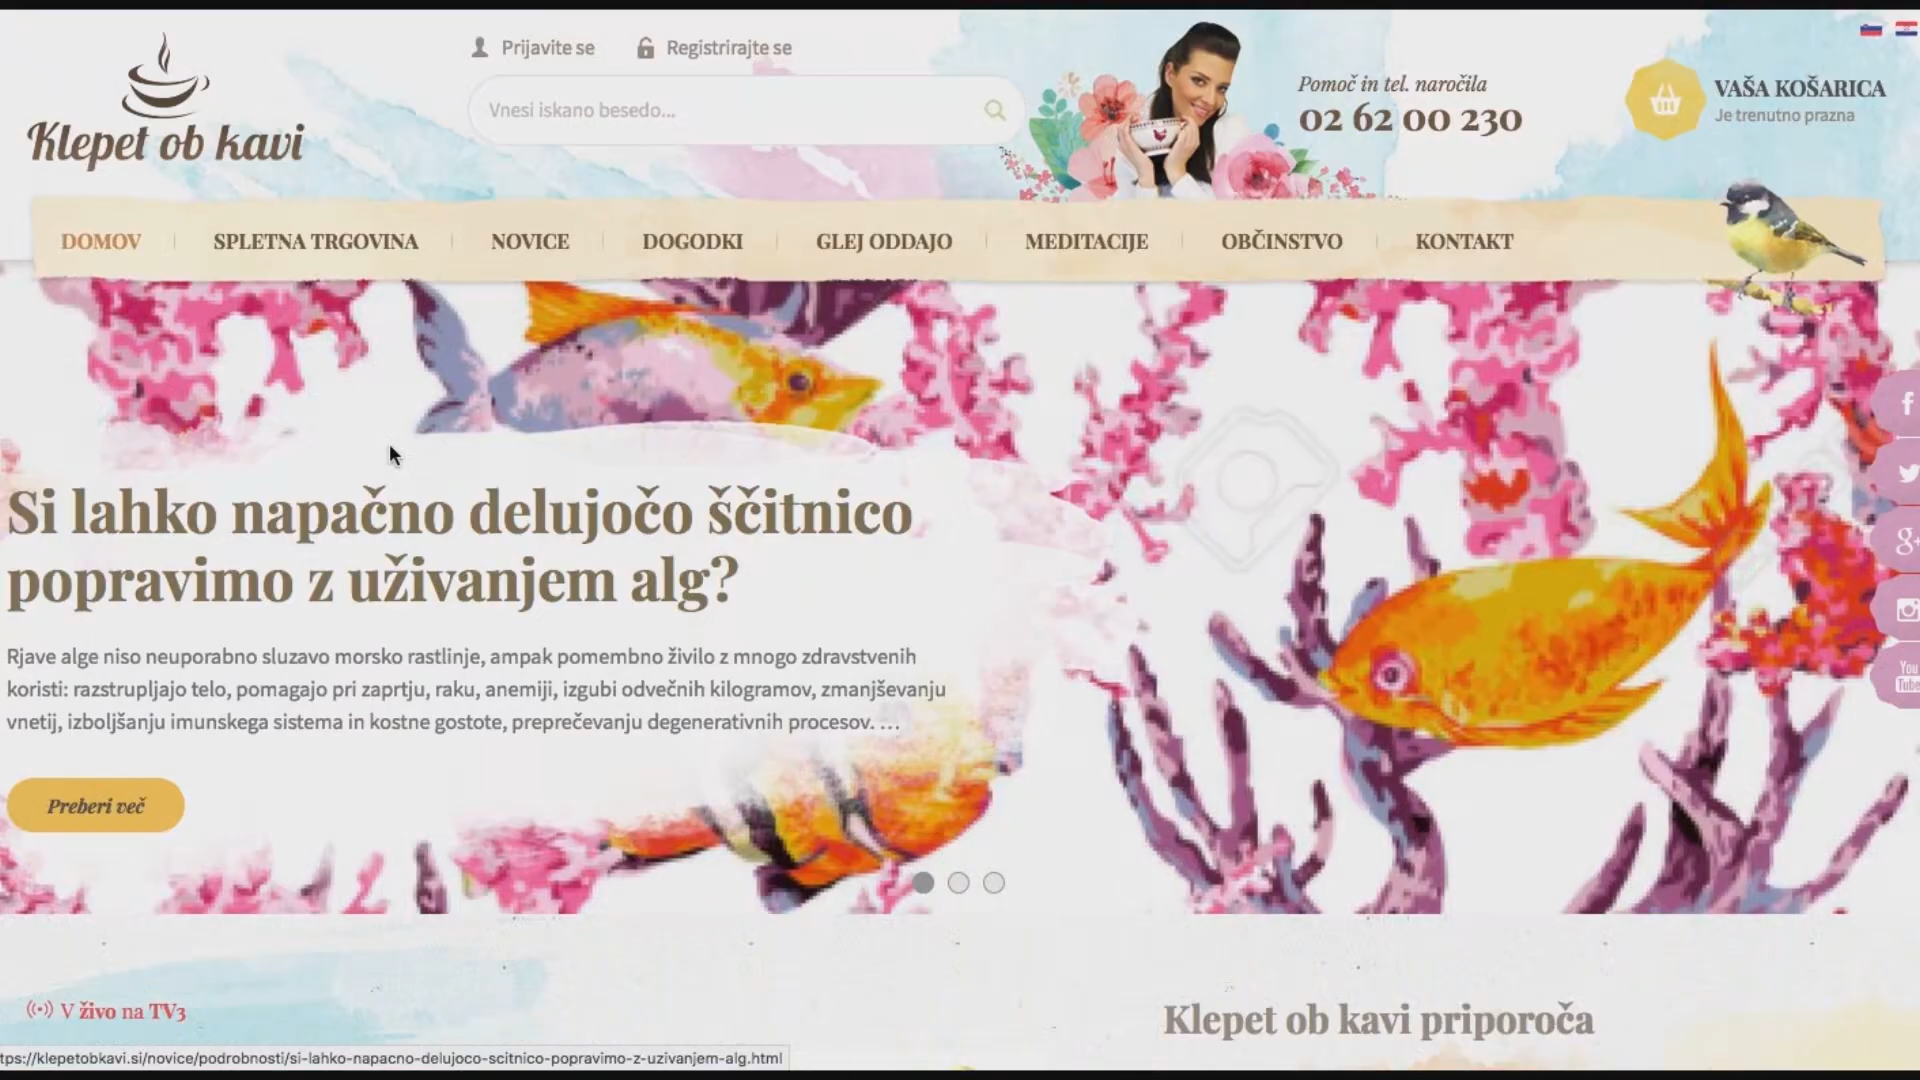 Prijavite se
Registrirajte se
Klepet ob kavi
Vnesi iskano besedo...
Pomoč in tel. naročila
02 62 00 230
VAŠA KOŠARICA
Je trenutno prazna
DOMOV
SPLETNA TRGOVINA
NOVICE
DOGODKI
GLEJ ODDAJO
MEDITACIJE
OBČINSTVO
KONTAKT
Si lahko napačno delujočo ščitnico
popravimo z uživanjem alg?
Rjave alge niso neuporabno sluzavo morsko rastlinje, ampak pomembno živilo z mnogo zdravstvenih
koristi: razstrupljajo telo, pomagajo pri zaprtju, raku, anemiji, izgubi odvečnih kilogramov, zmanjševanju
vnetij, izboljšanju imunskega sistema in kostne gostote, preprečevanju degenerativnih procesov. ...
Preberi več
You
Tube
V živo na TV3
Klepet ob kavi priporoča
tps://klepetobkavi.si/novice/podrobnosti/si-lahko-napacno-delujoco-scitnico-popravimo-z-uzivanjem-alg.html